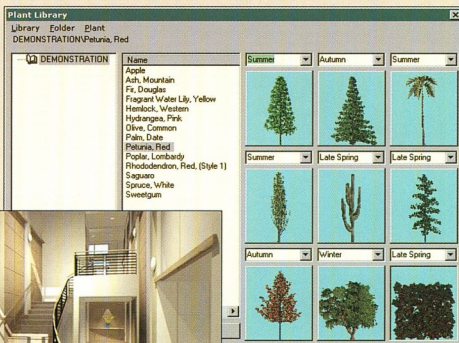 Plant Library
Library Folder Plant
DEMONSTRATION\Petunia, Red
DEMONSTRATION
Name
Apple
Ash, Mountain
Fir, Douglas
Fragrant Water Lily, Yellow
Hemlock, Western
Hydrangea, Pink
Olive, Common
Palm, Date
Petunia, Red
Poplar, Lombardy
Rhododendron, Red, (Style 1)
Saguaro
Spruce, White
Sweetgum
Summer Autumn Summer
Summer Late Spring Late Spring
Autumn Winter Late Spring